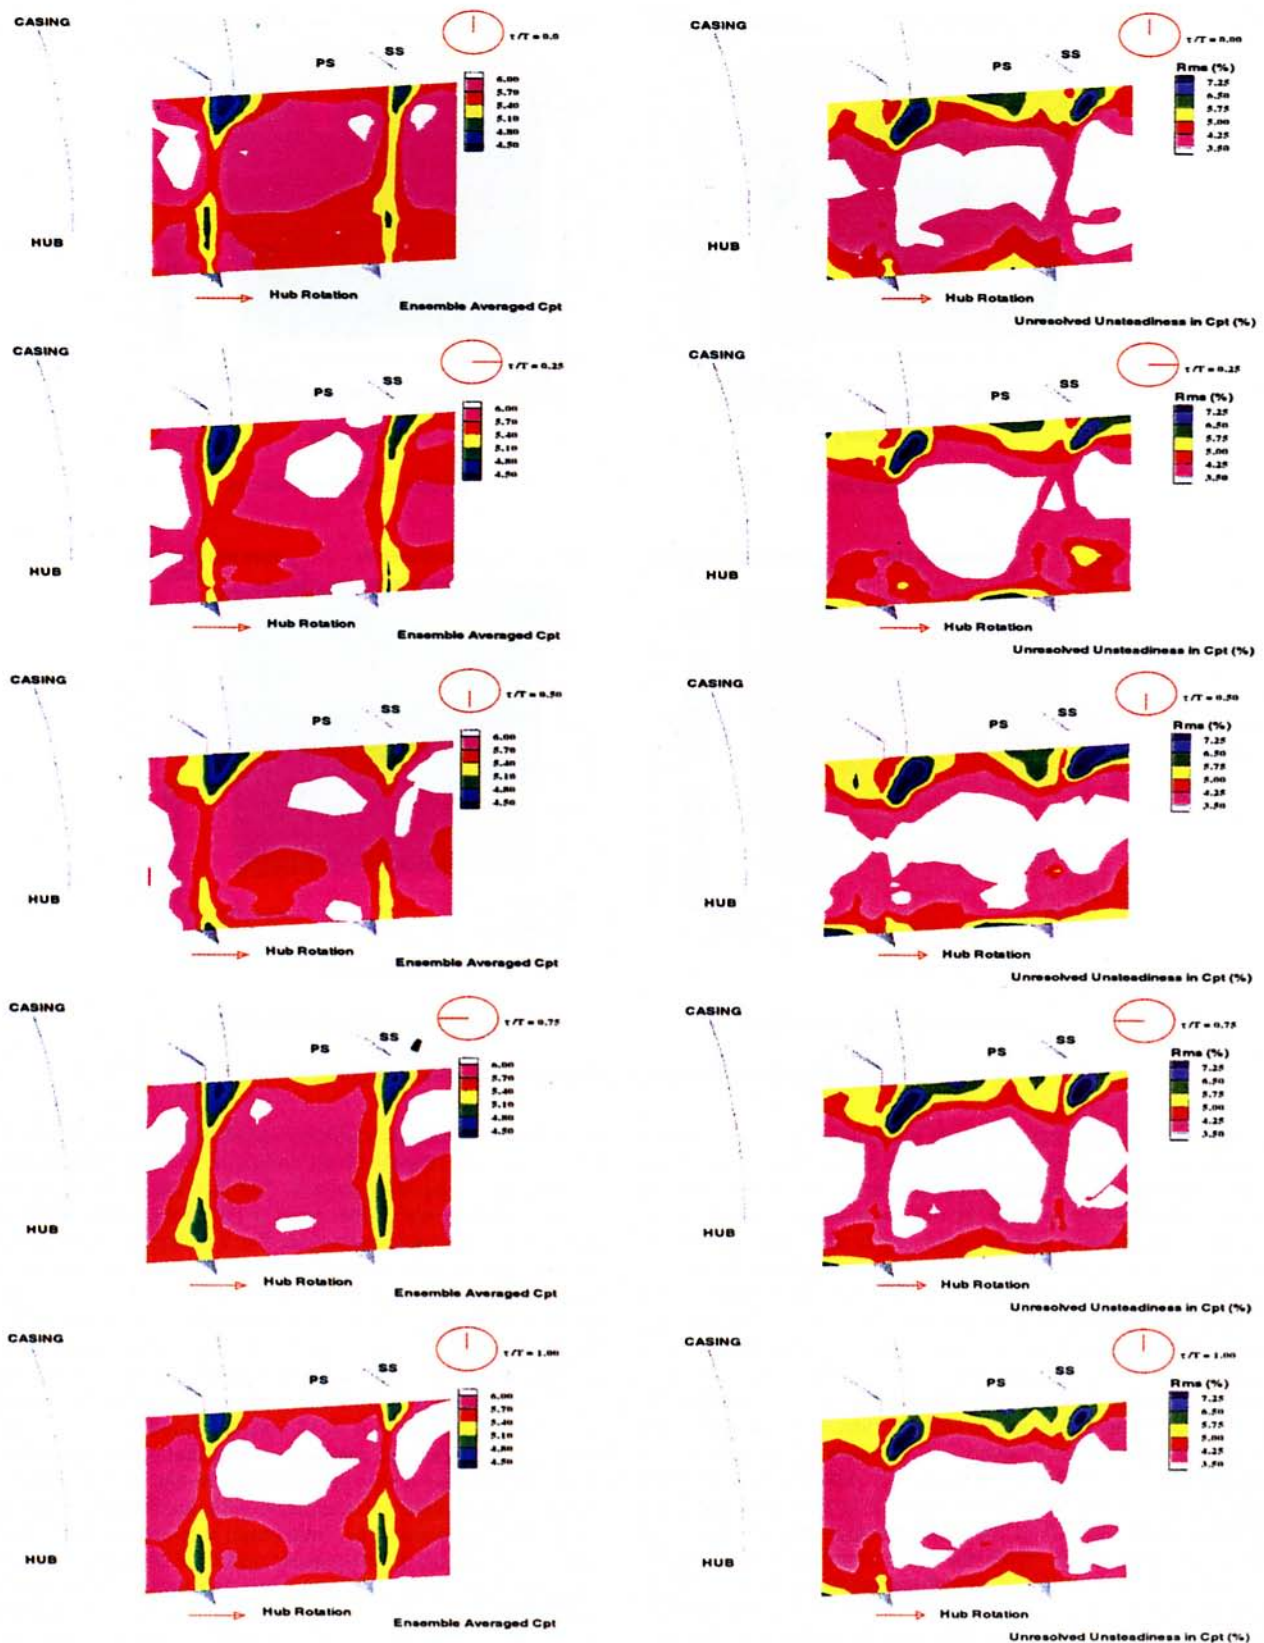 CASING
τ/T = 0.0
PS
SS
6.00
5.70
5.40
5.10
4.80
4.50
HUB
Hub Rotation
Ensemble Averaged Cpt
CASING
τ/T = 0.00
PS
SS
Rms (%)
7.25
6.50
5.75
5.00
4.25
3.50
HUB
Hub Rotation
Unresolved Unsteadiness in Cpt (%)
CASING
τ/T = 0.25
PS
SS
6.00
5.70
5.40
5.10
4.80
4.50
HUB
Hub Rotation
Ensemble Averaged Cpt
CASING
τ/T = 0.25
PS
SS
Rms (%)
7.25
6.50
5.75
5.00
4.25
3.50
HUB
Hub Rotation
Unresolved Unsteadiness in Cpt (%)
CASING
τ/T = 0.50
PS
SS
6.00
5.70
5.40
5.10
4.80
4.50
HUB
Hub Rotation
Ensemble Averaged Cpt
CASING
τ/T = 0.50
PS
SS
Rms (%)
7.25
6.50
5.75
5.00
4.25
3.50
HUB
Hub Rotation
Unresolved Unsteadiness in Cpt (%)
CASING
τ/T = 0.75
PS
SS
6.00
5.70
5.40
5.10
4.80
4.50
HUB
Hub Rotation
Ensemble Averaged Cpt
CASING
τ/T = 0.75
PS
SS
Rms (%)
7.25
6.50
5.75
5.00
4.25
3.50
HUB
Hub Rotation
Unresolved Unsteadiness in Cpt (%)
CASING
τ/T = 1.00
PS
SS
6.00
5.70
5.40
5.10
4.80
4.50
HUB
Hub Rotation
Ensemble Averaged Cpt
CASING
τ/T = 1.00
PS
SS
Rms (%)
7.25
6.50
5.75
5.00
4.25
3.50
HUB
Hub Rotation
Unresolved Unsteadiness in Cpt (%)